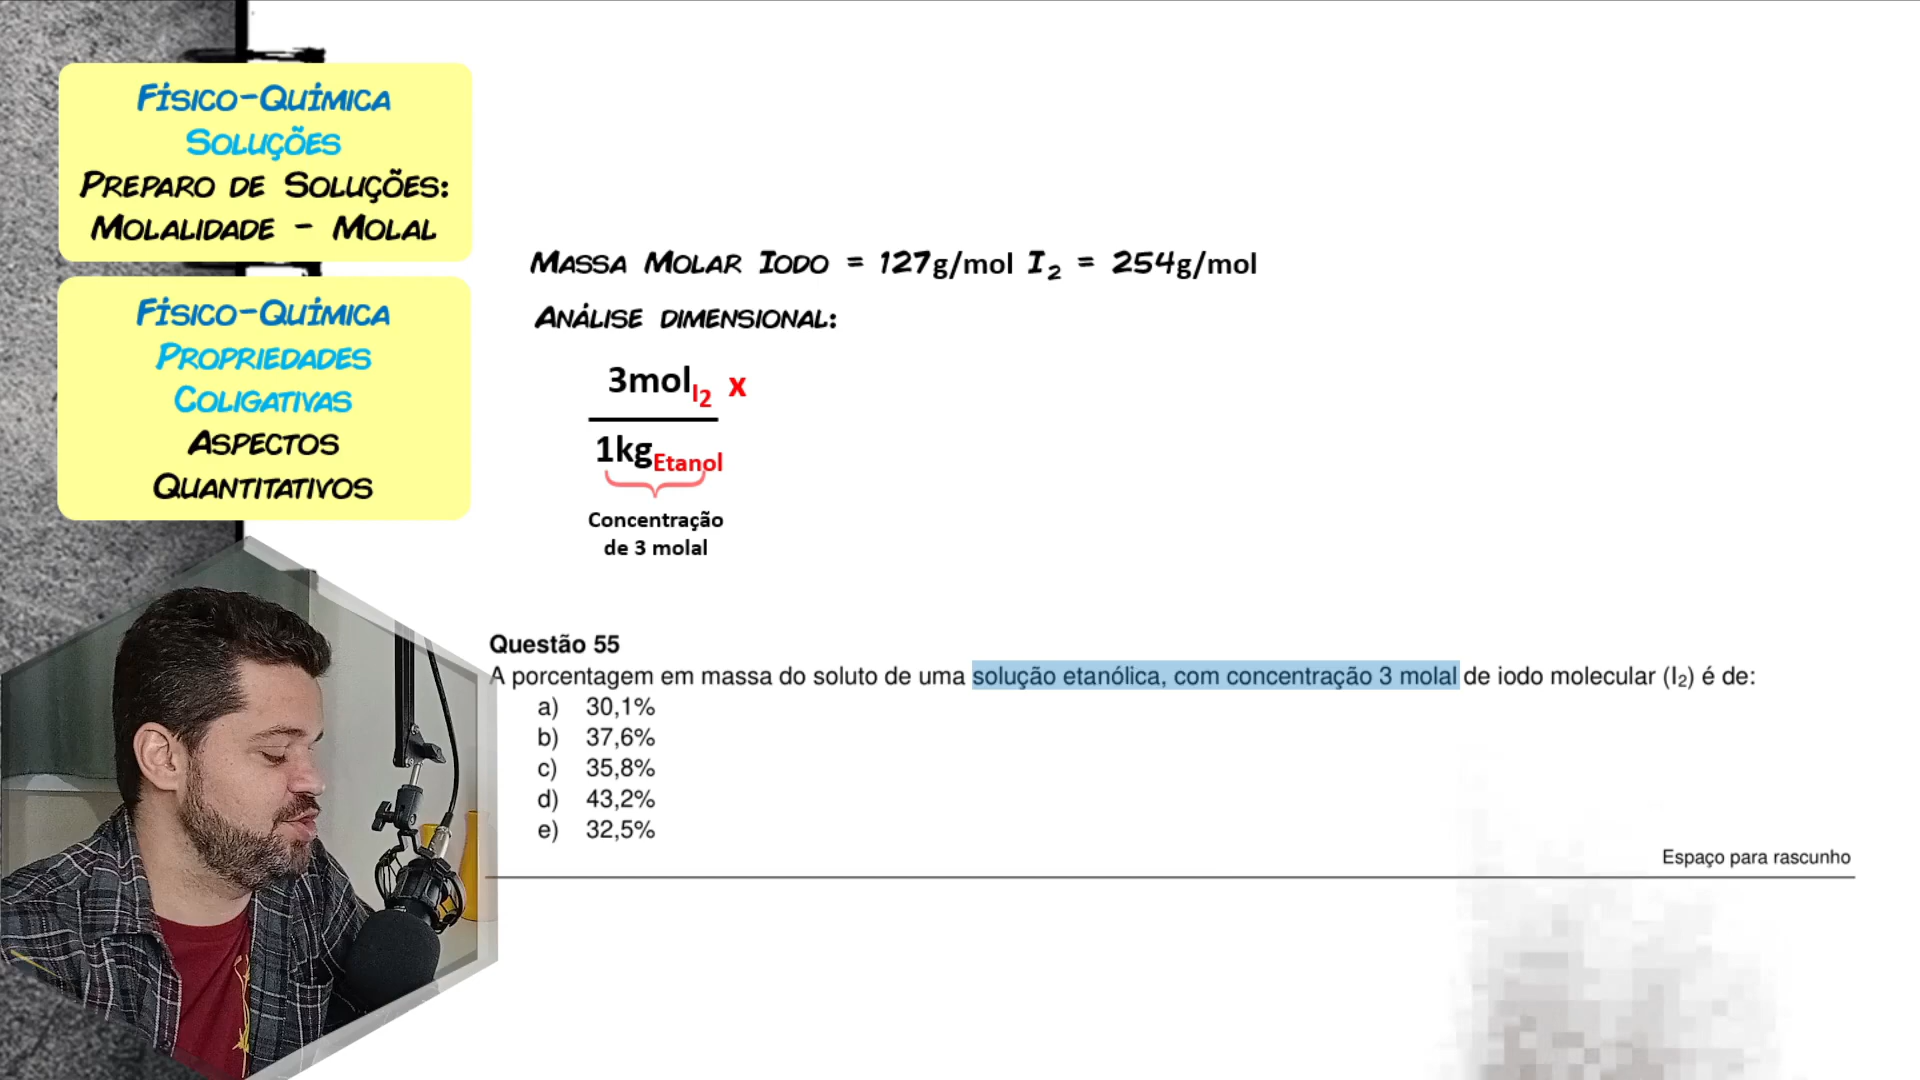 Físico-Química
Soluções
Preparo de Soluções:
Molalidade - Molal
Físico-Química
Propriedades
Coligativas
Aspectos
Quantitativos
Massa Molar Iodo = 127g/mol I₂ = 254g/mol
Análise dimensional:
3mol I₂ x
1kg Etanol
Concentração
de 3 molal
Questão 55
A porcentagem em massa do soluto de uma solução etanólica, com concentração 3 molal de iodo molecular (I₂) é de:
a) 30,1%
b) 37,6%
c) 35,8%
d) 43,2%
e) 32,5%
Espaço para rascunho